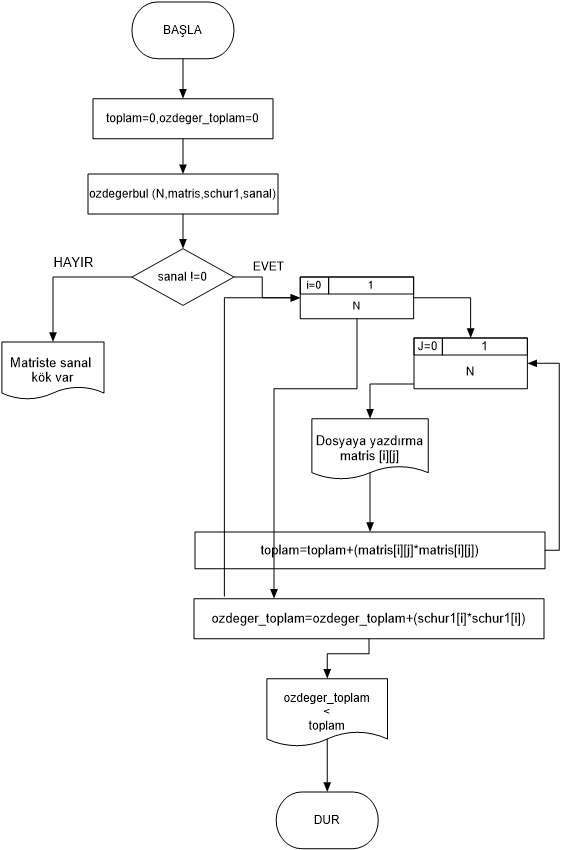 BAŞLA
toplam=0,ozdeger_toplam=0
ozdegerbul (N,matris,schur1,sanal)
HAYIR
sanal !=0
EVET
i=0
1
N
Matriste sanal
kök var
J=0
1
N
Dosyaya yazdırma
matris [i][j]
toplam=toplam+(matris[i][j]*matris[i][j])
ozdeger_toplam=ozdeger_toplam+(schur1[i]*schur1[i])
ozdeger_toplam
<
toplam
DUR